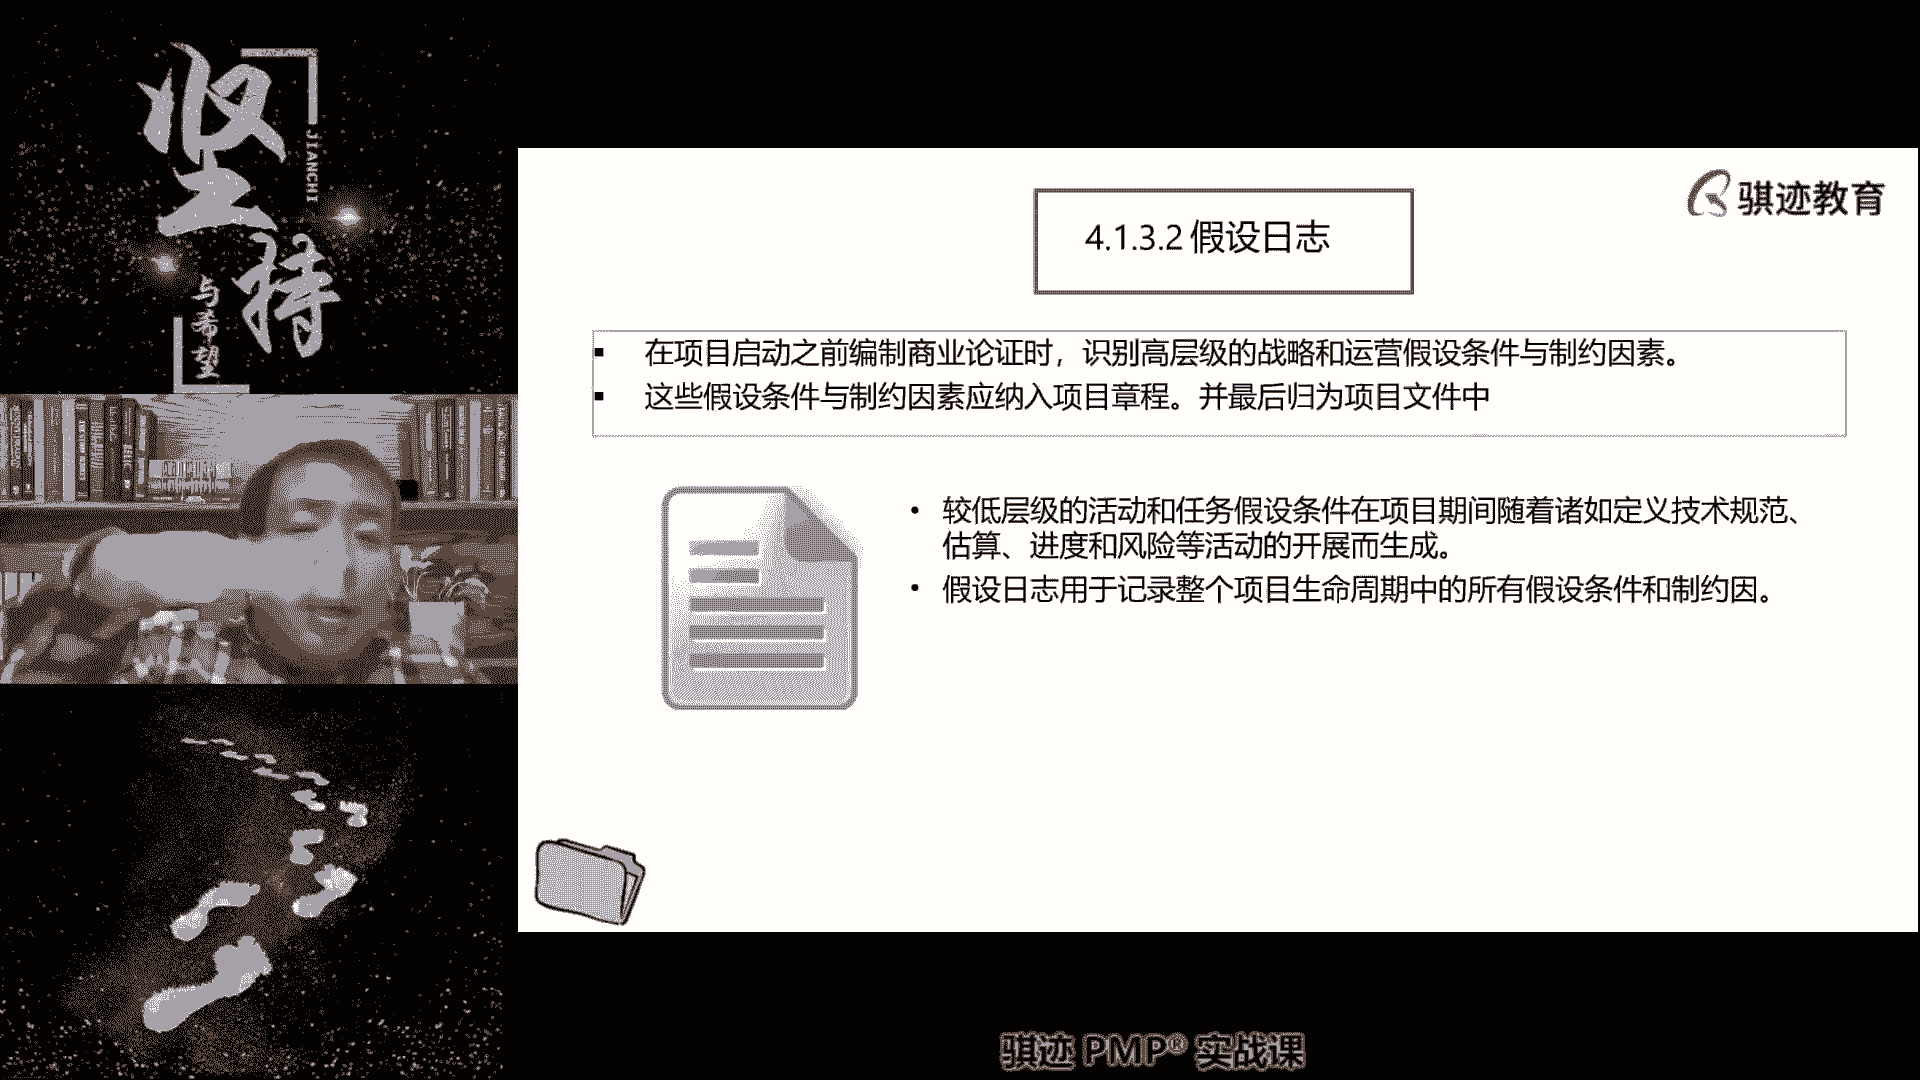 坚持
JIANCHI
与希望
骐迹教育
4.1.3.2 假设日志
▪ 在项目启动之前编制商业论证时，识别高层级的战略和运营假设条件与制约因素。
▪ 这些假设条件与制约因素应纳入项目章程。并最后归为项目文件中
• 较低层级的活动和任务假设条件在项目期间随着诸如定义技术规范、
估算、进度和风险等活动的开展而生成。
• 假设日志用于记录整个项目生命周期中的所有假设条件和制约因。
骐迹 PMP® 实战课